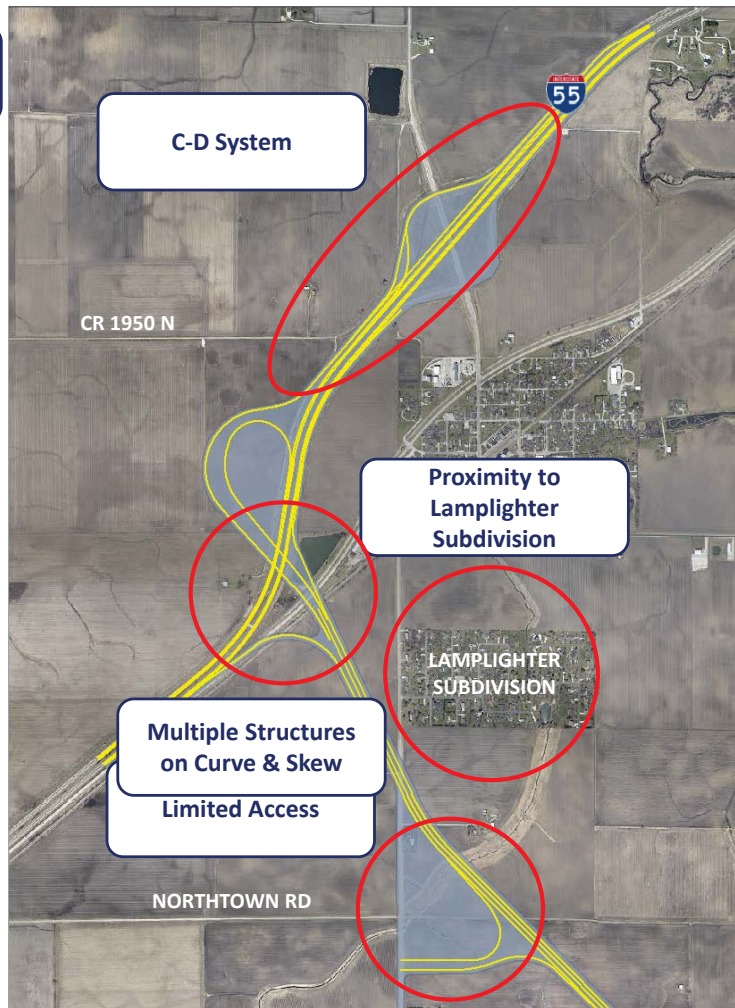 INTERSTATE
55
C-D System
CR 1950 N
Proximity to
Lamplighter
Subdivision
LAMPLIGHTER
SUBDIVISION
Multiple Structures
on Curve & Skew
Limited Access
NORTHTOWN RD